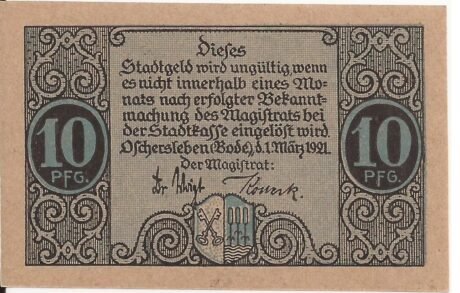 Dieses
Stadtgeld wird ungültig, wenn
es nicht innerhalb eines Mo-
nats nach erfolgter Bekannt-
machung des Magistrats bei
der Stadtkasse eingelöst wird.
Oschersleben (Bode), d. 1. März 1921.
Der Magistrat:
10
PFG.
10
PFG.